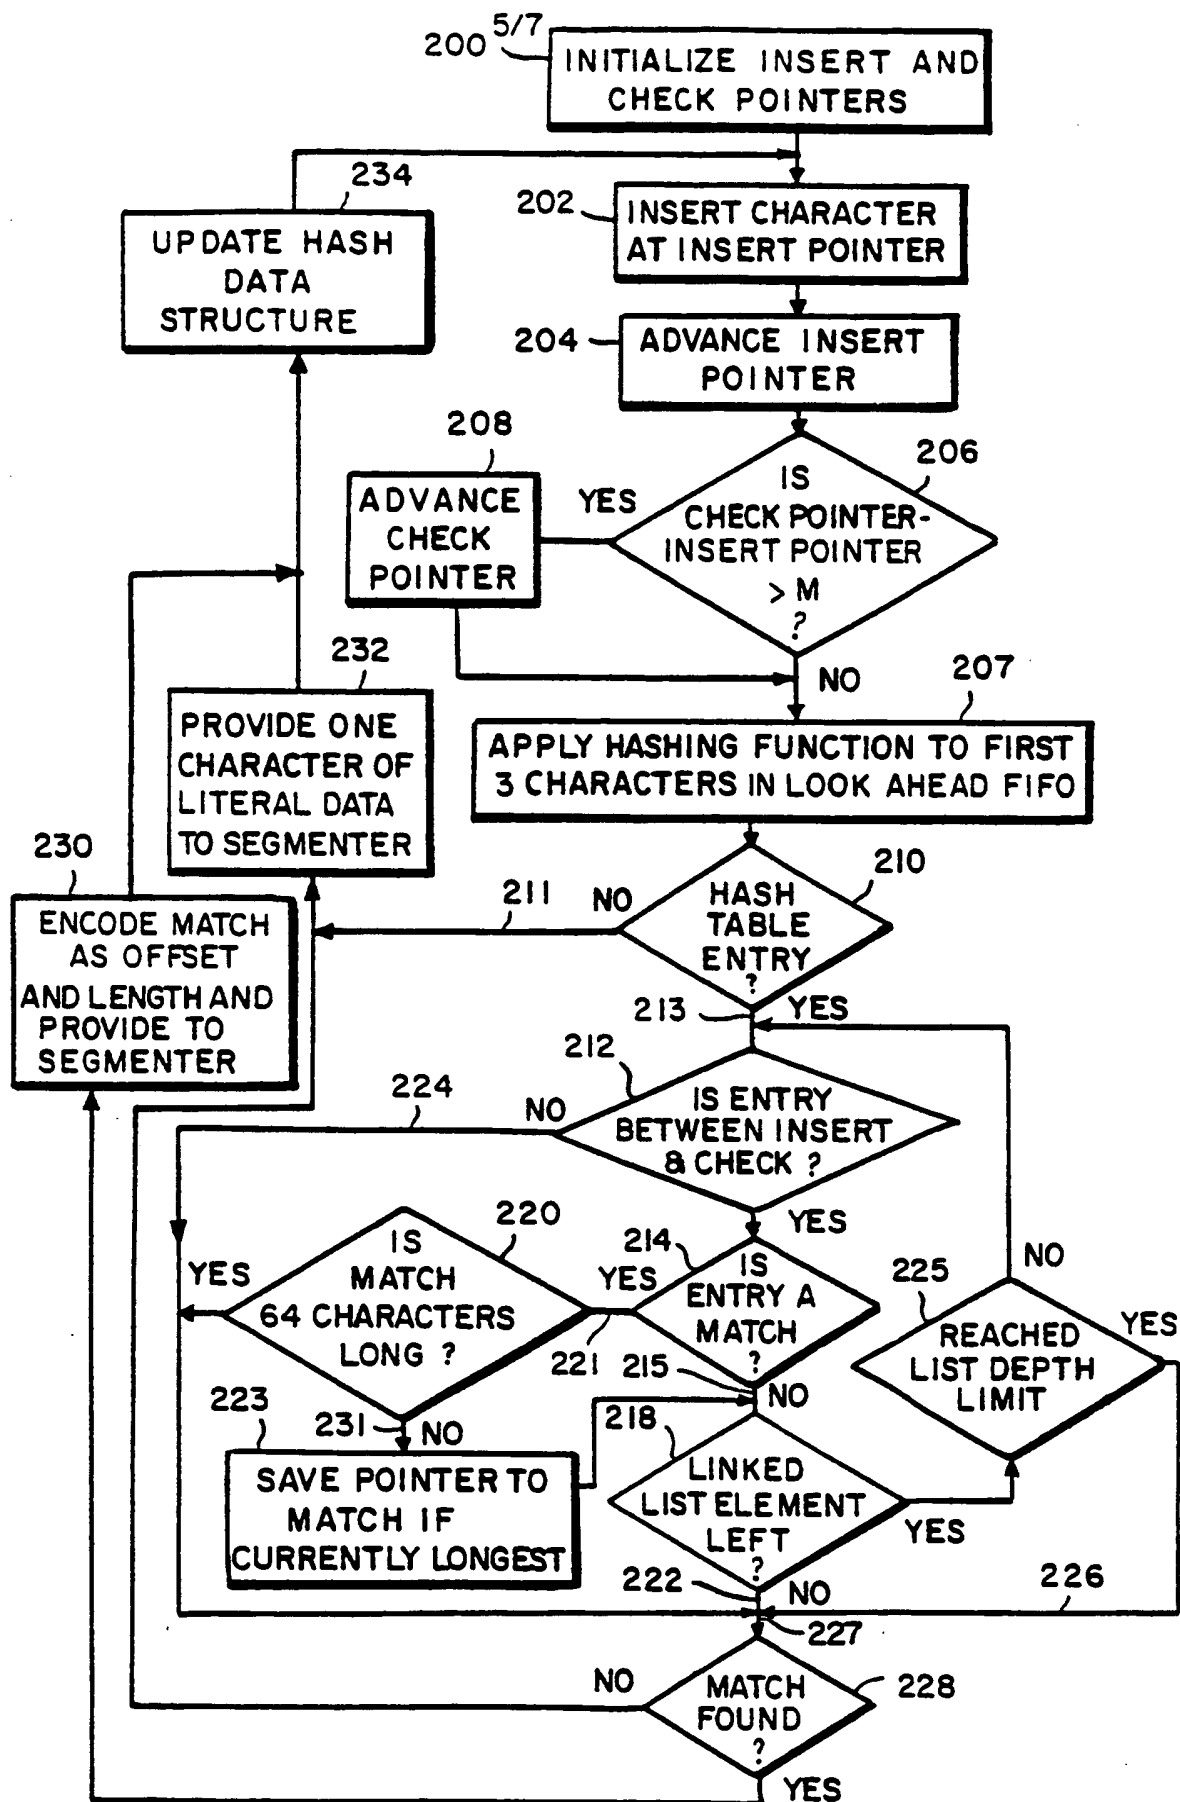 5/7
200
INITIALIZE INSERT AND
CHECK POINTERS
234
UPDATE HASH
DATA
STRUCTURE
202
INSERT CHARACTER
AT INSERT POINTER
204
ADVANCE INSERT
POINTER
208
ADVANCE
CHECK
POINTER
YES
206
IS
CHECK POINTER-
INSERT POINTER
> M
?
NO
232
PROVIDE ONE
CHARACTER OF
LITERAL DATA
TO SEGMENTER
207
APPLY HASHING FUNCTION TO FIRST
3 CHARACTERS IN LOOK AHEAD FIFO
230
ENCODE MATCH
AS OFFSET
AND LENGTH AND
PROVIDE TO
SEGMENTER
211
NO
210
HASH
TABLE
ENTRY
?
213
YES
224
NO
212
IS ENTRY
BETWEEN INSERT
& CHECK ?
YES
220
YES
IS
MATCH
64 CHARACTERS
LONG ?
214
YES
IS
ENTRY A
MATCH
?
221
215
NO
225
NO
YES
REACHED
LIST DEPTH
LIMIT
223
231
NO
SAVE POINTER TO
MATCH IF
CURRENTLY LONGEST
218
LINKED
LIST ELEMENT
LEFT
?
YES
222
NO
226
227
NO
228
MATCH
FOUND
?
YES